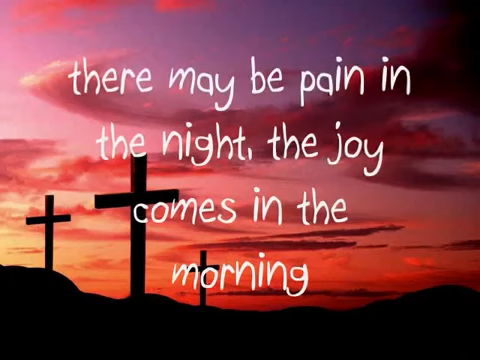 there may be pain in
the night, the joy
comes in the
morning